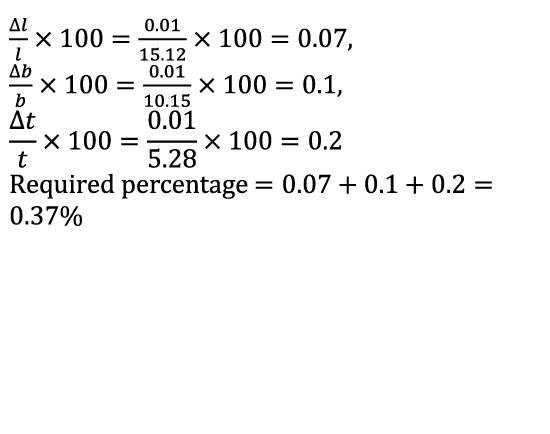 Δl/l × 100 = 0.01/15.12 × 100 = 0.07,
Δb/b × 100 = 0.01/10.15 × 100 = 0.1,
Δt/t × 100 = 0.01/5.28 × 100 = 0.2
Required percentage = 0.07 + 0.1 + 0.2 =
0.37%